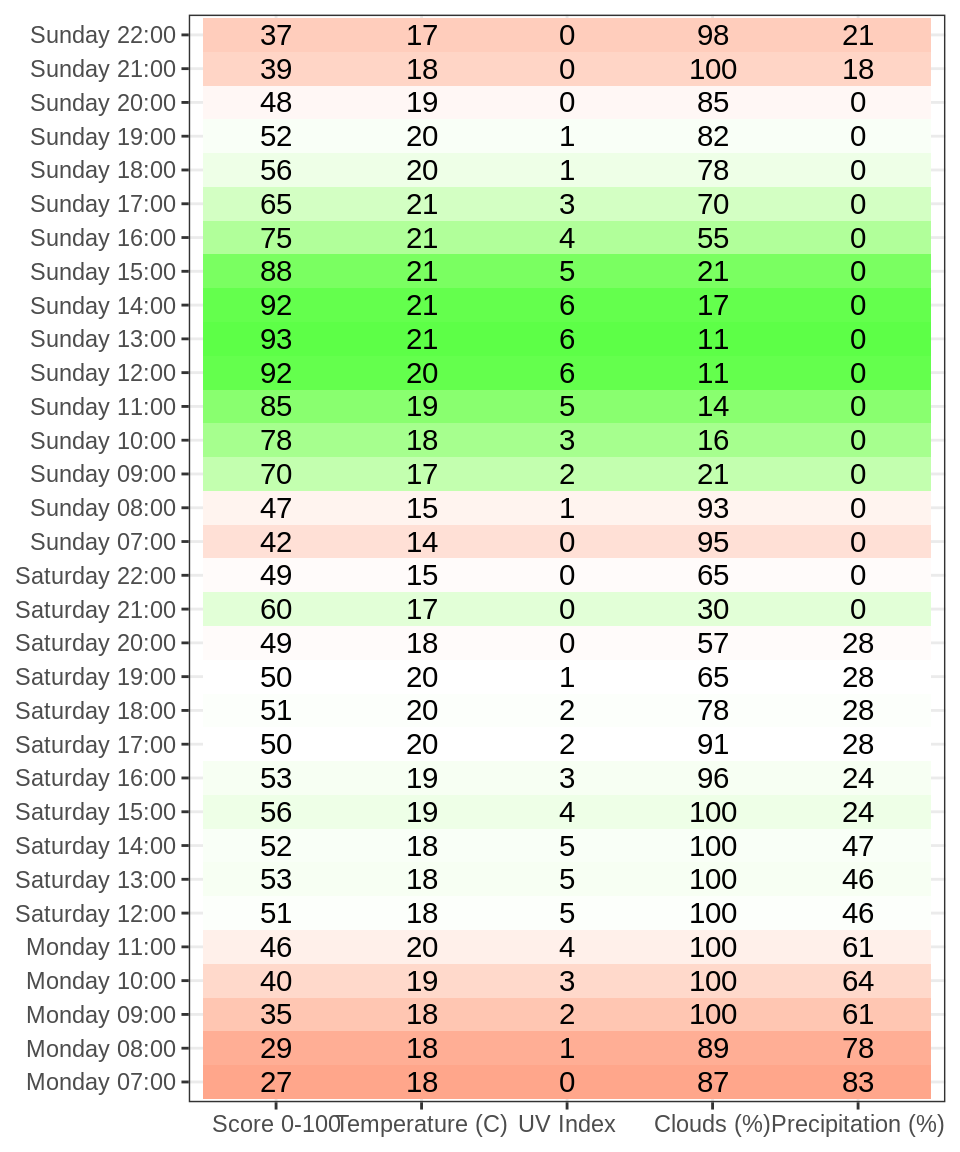 Sunday 22:00 37 17 0 98 21
Sunday 21:00 39 18 0 100 18
Sunday 20:00 48 19 0 85 0
Sunday 19:00 52 20 1 82 0
Sunday 18:00 56 20 1 78 0
Sunday 17:00 65 21 3 70 0
Sunday 16:00 75 21 4 55 0
Sunday 15:00 88 21 5 21 0
Sunday 14:00 92 21 6 17 0
Sunday 13:00 93 21 6 11 0
Sunday 12:00 92 20 6 11 0
Sunday 11:00 85 19 5 14 0
Sunday 10:00 78 18 3 16 0
Sunday 09:00 70 17 2 21 0
Sunday 08:00 47 15 1 93 0
Sunday 07:00 42 14 0 95 0
Saturday 22:00 49 15 0 65 0
Saturday 21:00 60 17 0 30 0
Saturday 20:00 49 18 0 57 28
Saturday 19:00 50 20 1 65 28
Saturday 18:00 51 20 2 78 28
Saturday 17:00 50 20 2 91 28
Saturday 16:00 53 19 3 96 24
Saturday 15:00 56 19 4 100 24
Saturday 14:00 52 18 5 100 47
Saturday 13:00 53 18 5 100 46
Saturday 12:00 51 18 5 100 46
Monday 11:00 46 20 4 100 61
Monday 10:00 40 19 3 100 64
Monday 09:00 35 18 2 100 61
Monday 08:00 29 18 1 89 78
Monday 07:00 27 18 0 87 83
Score 0-100 Temperature (C) UV Index Clouds (%) Precipitation (%)